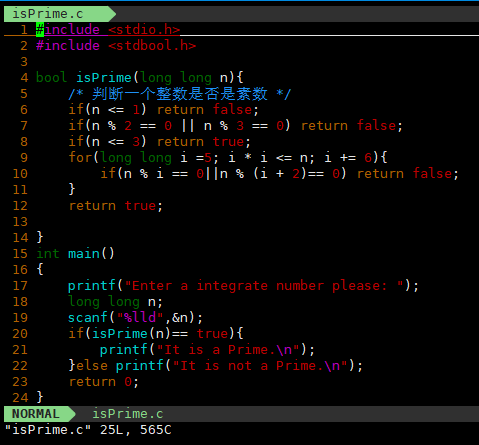 isPrime.c
1 #include <stdio.h>
2 #include <stdbool.h>
3
4 bool isPrime(long long n){
5     /* 判断一个整数是否是素数 */
6     if(n <= 1) return false;
7     if(n % 2 == 0 || n % 3 == 0) return false;
8     if(n <= 3) return true;
9     for(long long i =5; i * i <= n; i += 6){
10         if(n % i == 0||n % (i + 2)== 0) return false;
11     }
12     return true;
13
14 }
15 int main()
16 {
17     printf("Enter a integrate number please: ");
18     long long n;
19     scanf("%lld",&n);
20     if(isPrime(n)== true){
21         printf("It is a Prime.\n");
22     }else printf("It is not a Prime.\n");
23     return 0;
24 }
NORMAL isPrime.c
"isPrime.c" 25L, 565C